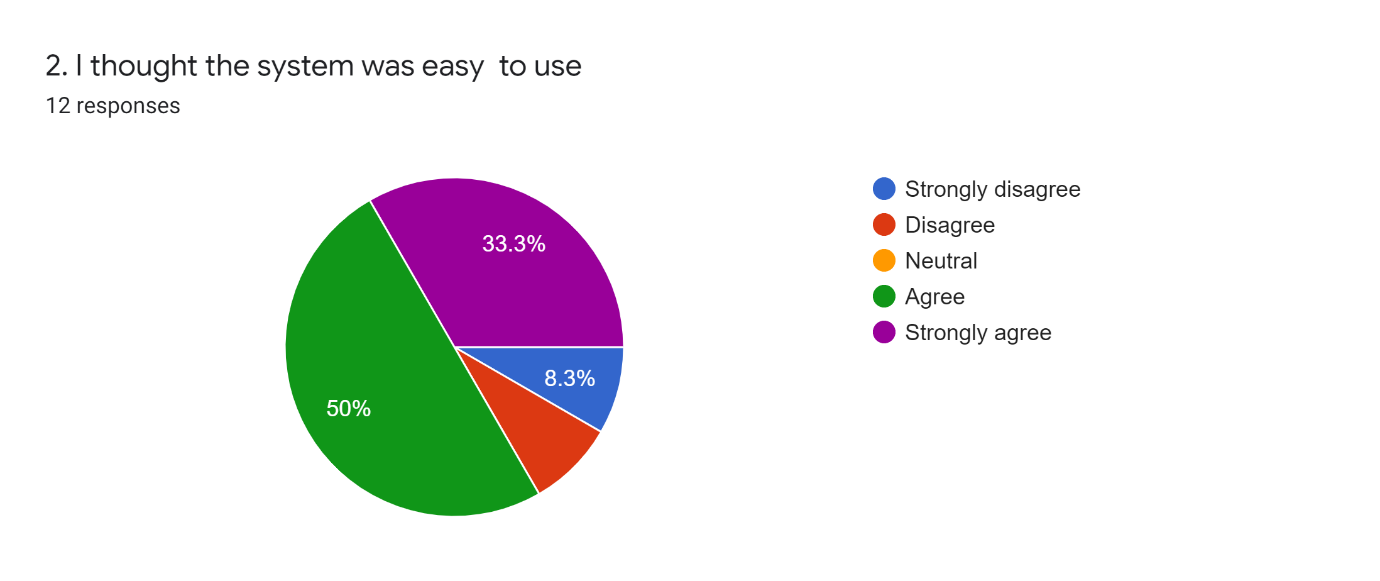 2. I thought the system was easy  to use
12 responses
33.3%
8.3%
50%
Strongly disagree
Disagree
Neutral
Agree
Strongly agree